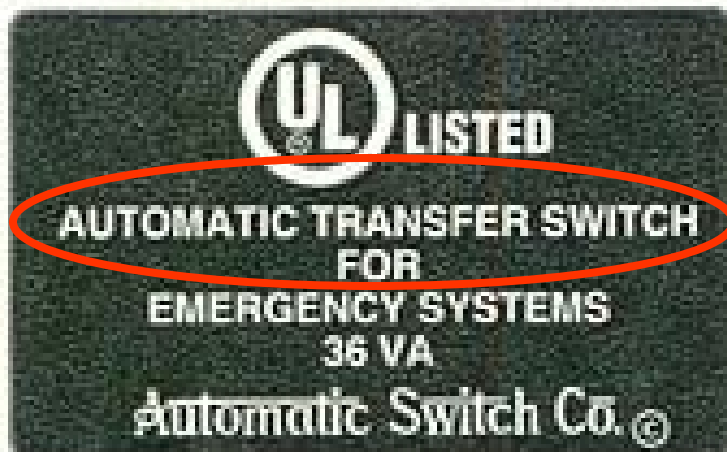 UL LISTED
AUTOMATIC TRANSFER SWITCH
FOR
EMERGENCY SYSTEMS
36 VA
Automatic Switch Co. ©